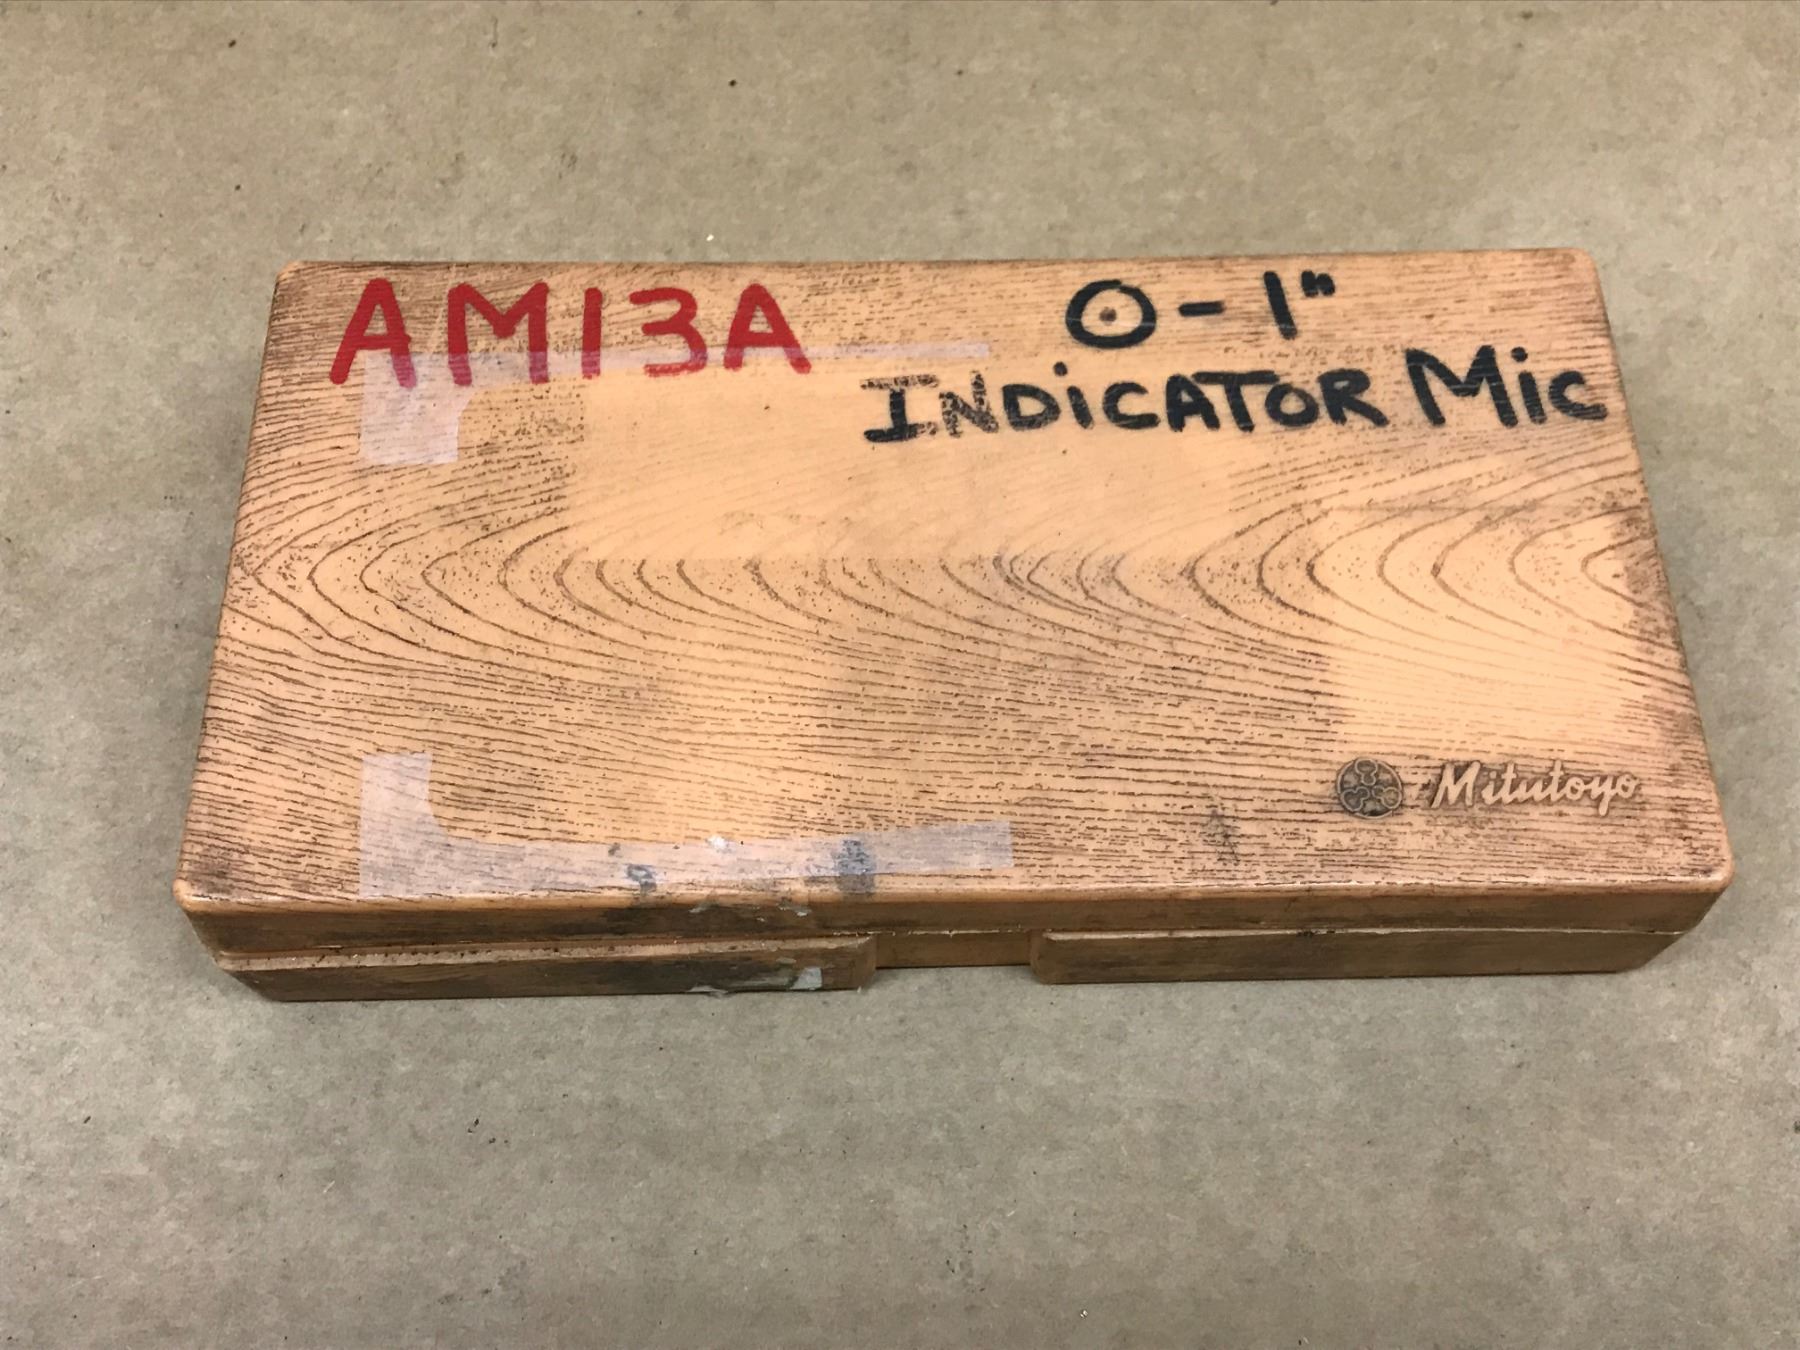 AM13A
0-1"
INDiCATOR MiC
Mitutoyo